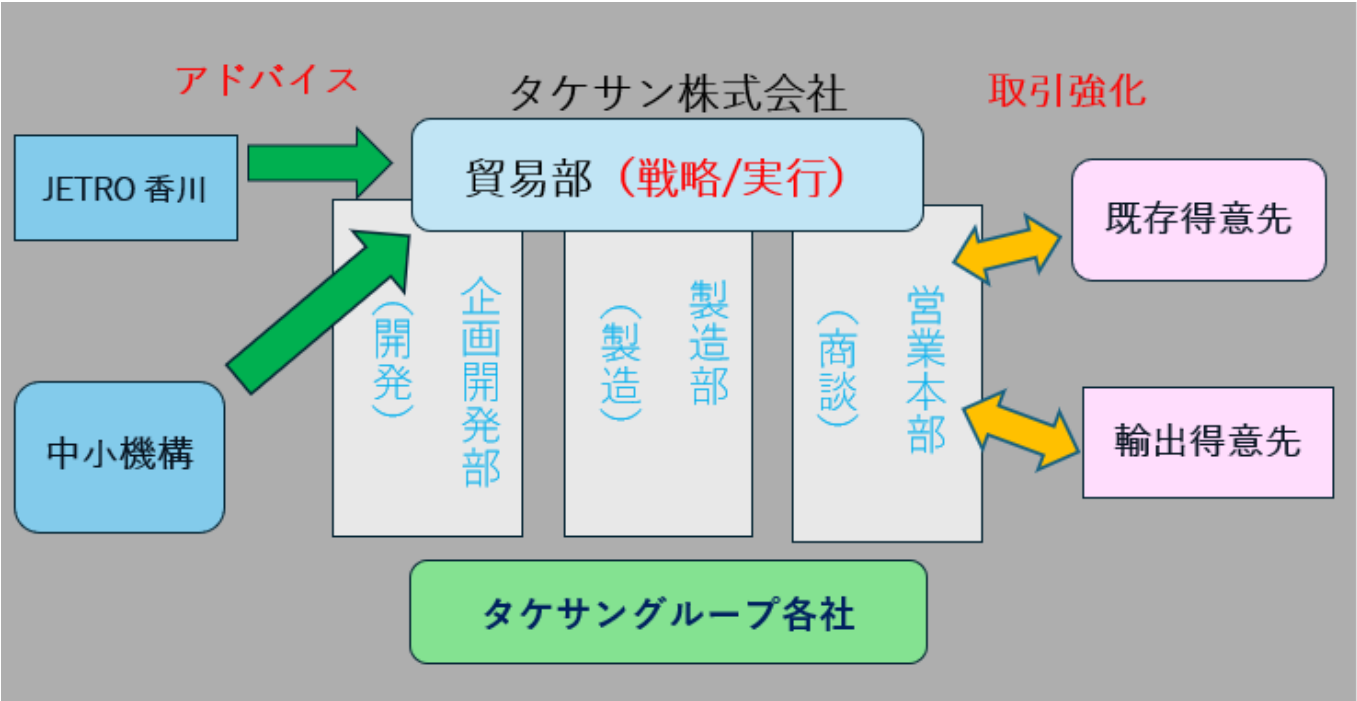 アドバイス
タケサン株式会社
取引強化
JETRO 香川
貿易部（戦略/実行）
既存得意先
企画開発部
（開発）
製造部
（製造）
営業本部
（商談）
中小機構
輸出得意先
タケサングループ各社